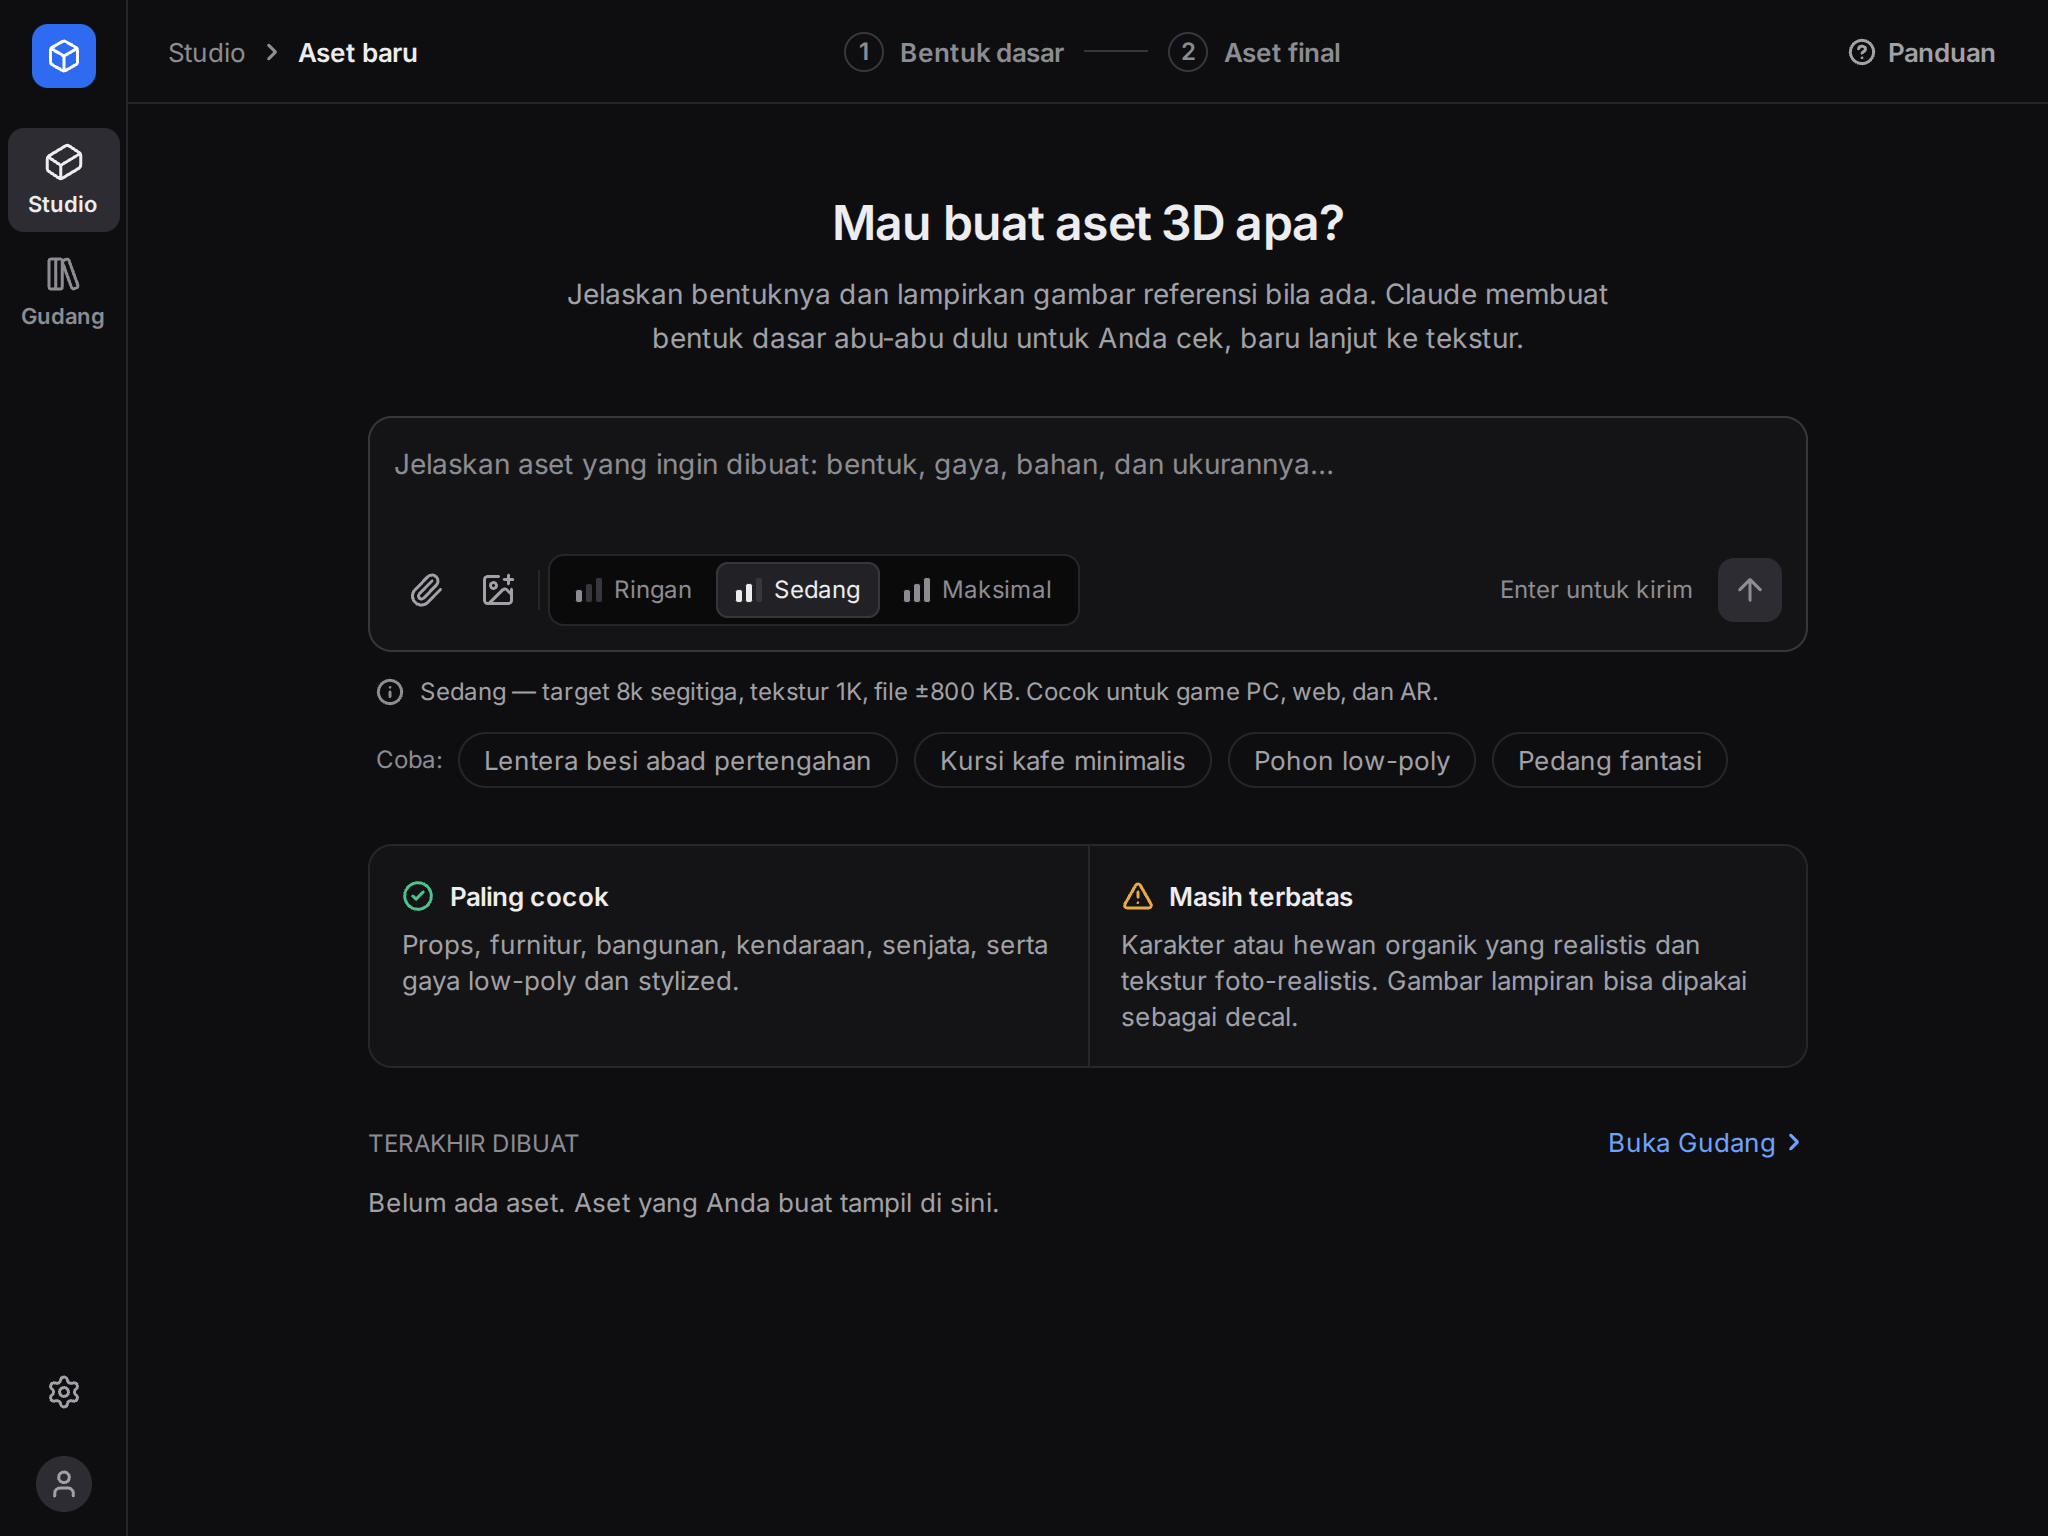 Studio
Aset baru
1 Bentuk dasar
2 Aset final
Panduan
Studio
Gudang
Mau buat aset 3D apa?
Jelaskan bentuknya dan lampirkan gambar referensi bila ada. Claude membuat
bentuk dasar abu-abu dulu untuk Anda cek, baru lanjut ke tekstur.
Jelaskan aset yang ingin dibuat: bentuk, gaya, bahan, dan ukurannya...
Ringan
Sedang
Maksimal
Enter untuk kirim
Sedang — target 8k segitiga, tekstur 1K, file ±800 KB. Cocok untuk game PC, web, dan AR.
Coba:
Lentera besi abad pertengahan
Kursi kafe minimalis
Pohon low-poly
Pedang fantasi
Paling cocok
Props, furnitur, bangunan, kendaraan, senjata, serta
gaya low-poly dan stylized.
Masih terbatas
Karakter atau hewan organik yang realistis dan
tekstur foto-realistis. Gambar lampiran bisa dipakai
sebagai decal.
TERAKHIR DIBUAT
Buka Gudang
Belum ada aset. Aset yang Anda buat tampil di sini.